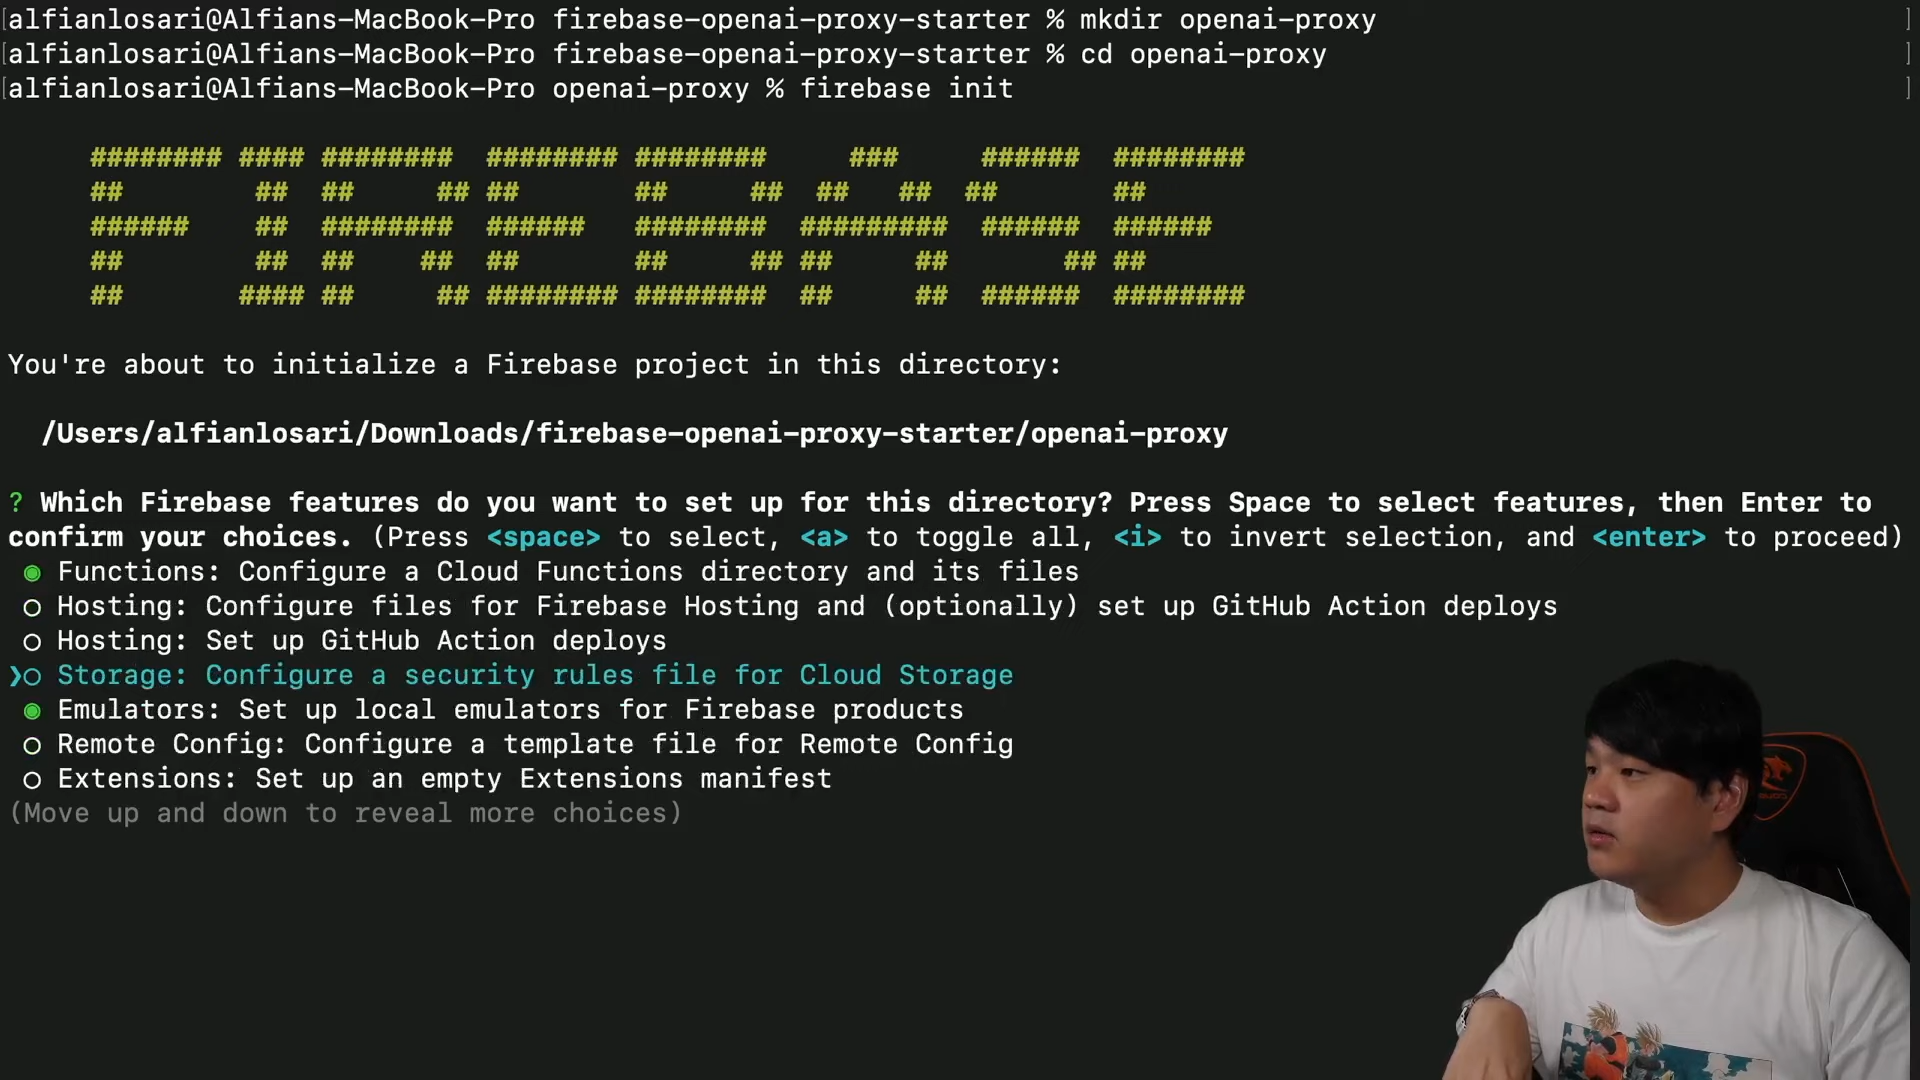 alfianlosari@Alfians-MacBook-Pro firebase-openai-proxy-starter % mkdir openai-proxy
alfianlosari@Alfians-MacBook-Pro firebase-openai-proxy-starter % cd openai-proxy
alfianlosari@Alfians-MacBook-Pro openai-proxy % firebase init
FIREBASE
You're about to initialize a Firebase project in this directory:
/Users/alfianlosari/Downloads/firebase-openai-proxy-starter/openai-proxy
? Which Firebase features do you want to set up for this directory? Press Space to select features, then Enter to
confirm your choices. (Press <space> to select, <a> to toggle all, <i> to invert selection, and <enter> to proceed)
◉ Functions: Configure a Cloud Functions directory and its files
◯ Hosting: Configure files for Firebase Hosting and (optionally) set up GitHub Action deploys
◯ Hosting: Set up GitHub Action deploys
❯◯ Storage: Configure a security rules file for Cloud Storage
◉ Emulators: Set up local emulators for Firebase products
◯ Remote Config: Configure a template file for Remote Config
◯ Extensions: Set up an empty Extensions manifest
(Move up and down to reveal more choices)